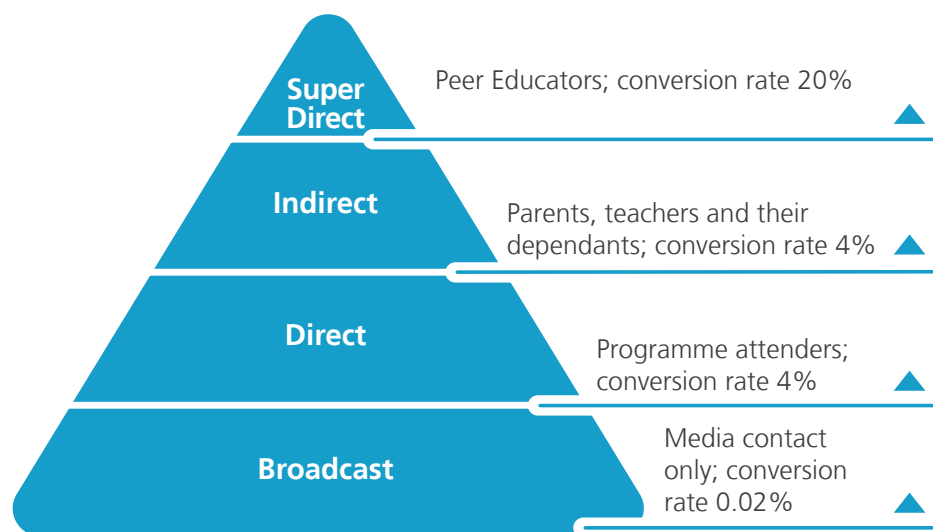 Super
Direct
Peer Educators; conversion rate 20%
Indirect
Parents, teachers and their
dependants; conversion rate 4%
Direct
Programme attenders;
conversion rate 4%
Broadcast
Media contact
only; conversion
rate 0.02%